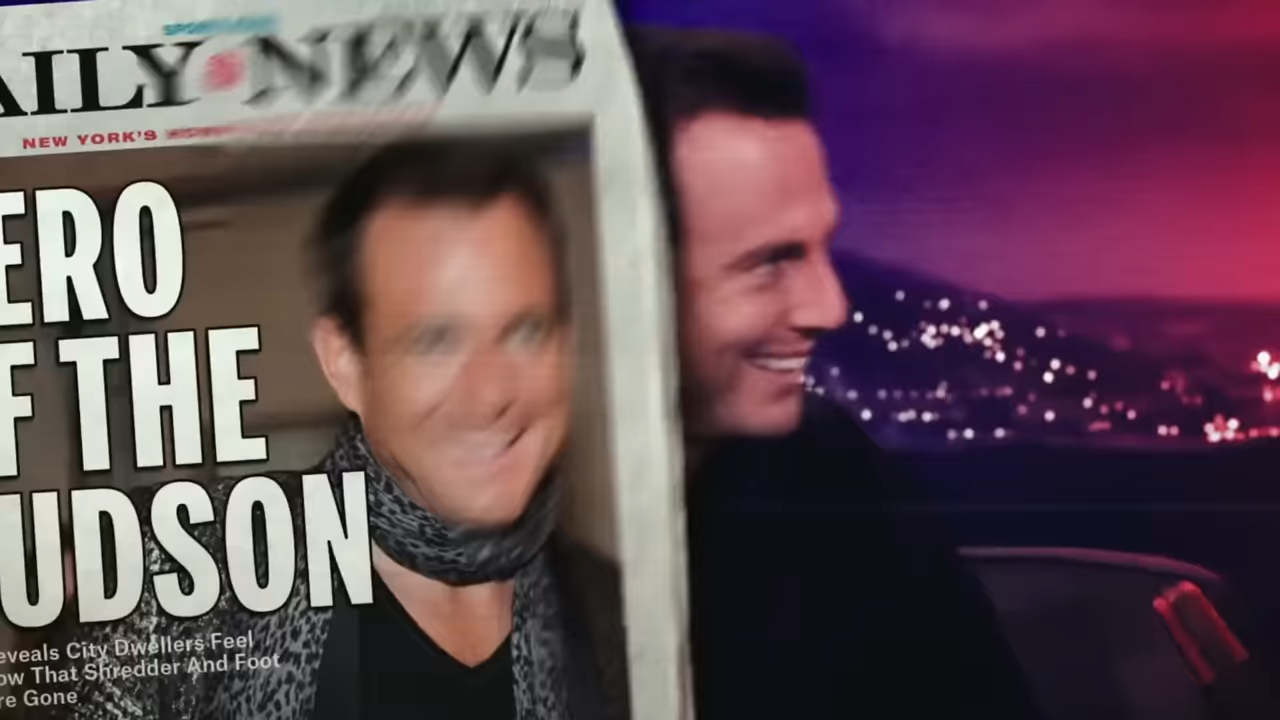 AILY NEWS
NEW YORK'S
ERO
F THE
UDSON
eveals City Dwellers Feel
ow That Shredder And Foot
re Gone